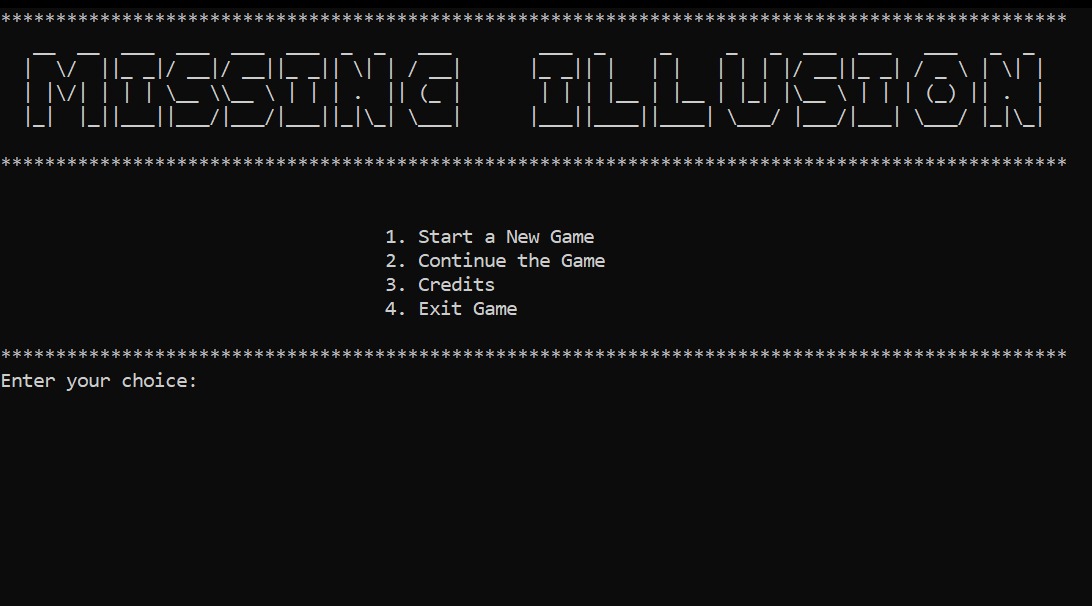 *************************************************************************************************
MISSING ILLUSION
*************************************************************************************************
1. Start a New Game
2. Continue the Game
3. Credits
4. Exit Game
*************************************************************************************************
Enter your choice: